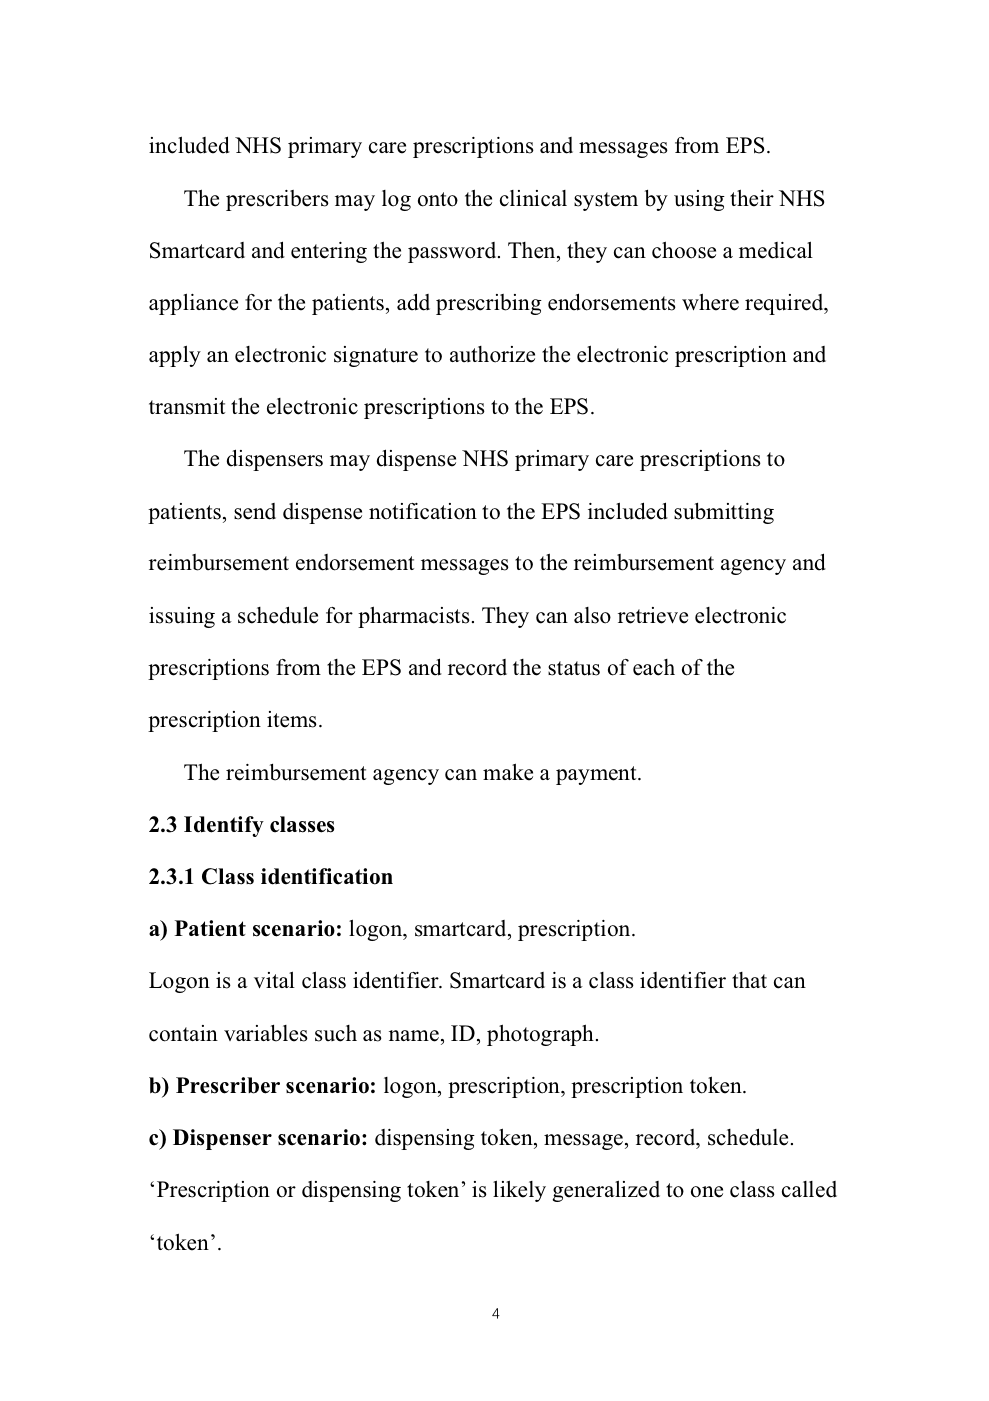 included NHS primary care prescriptions and messages from EPS.
The prescribers may log onto the clinical system by using their NHS
Smartcard and entering the password. Then, they can choose a medical
appliance for the patients, add prescribing endorsements where required,
apply an electronic signature to authorize the electronic prescription and
transmit the electronic prescriptions to the EPS.
The dispensers may dispense NHS primary care prescriptions to
patients, send dispense notification to the EPS included submitting
reimbursement endorsement messages to the reimbursement agency and
issuing a schedule for pharmacists. They can also retrieve electronic
prescriptions from the EPS and record the status of each of the
prescription items.
The reimbursement agency can make a payment.
2.3 Identify classes
2.3.1 Class identification
a) Patient scenario: logon, smartcard, prescription.
Logon is a vital class identifier. Smartcard is a class identifier that can
contain variables such as name, ID, photograph.
b) Prescriber scenario: logon, prescription, prescription token.
c) Dispenser scenario: dispensing token, message, record, schedule.
‘Prescription or dispensing token’ is likely generalized to one class called
‘token’.
4